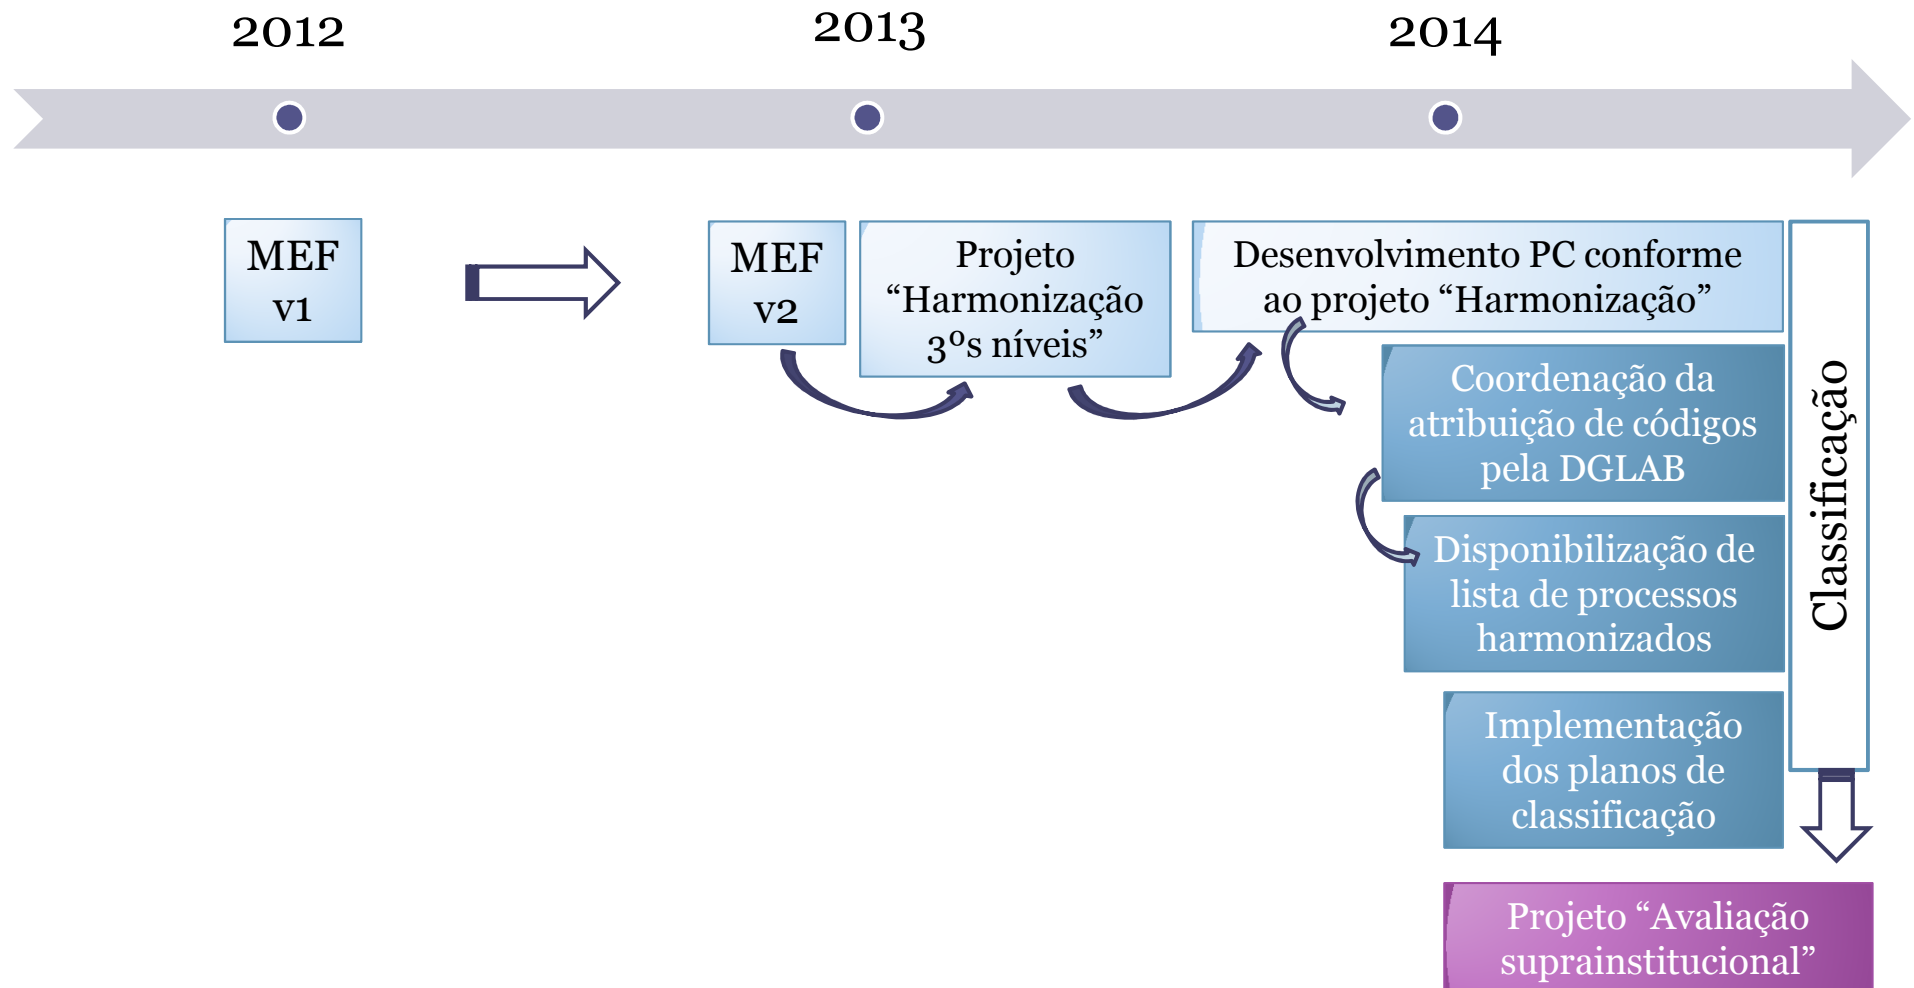 2012
2013
2014
MEF
v1
MEF
v2
Projeto
“Harmonização
3ºs níveis”
Desenvolvimento PC conforme
ao projeto “Harmonização”
Coordenação da
atribuição de códigos
pela DGLAB
Disponibilização de
lista de processos
harmonizados
Implementação
dos planos de
classificação
Classificação
Projeto “Avaliação
suprainstitucional”